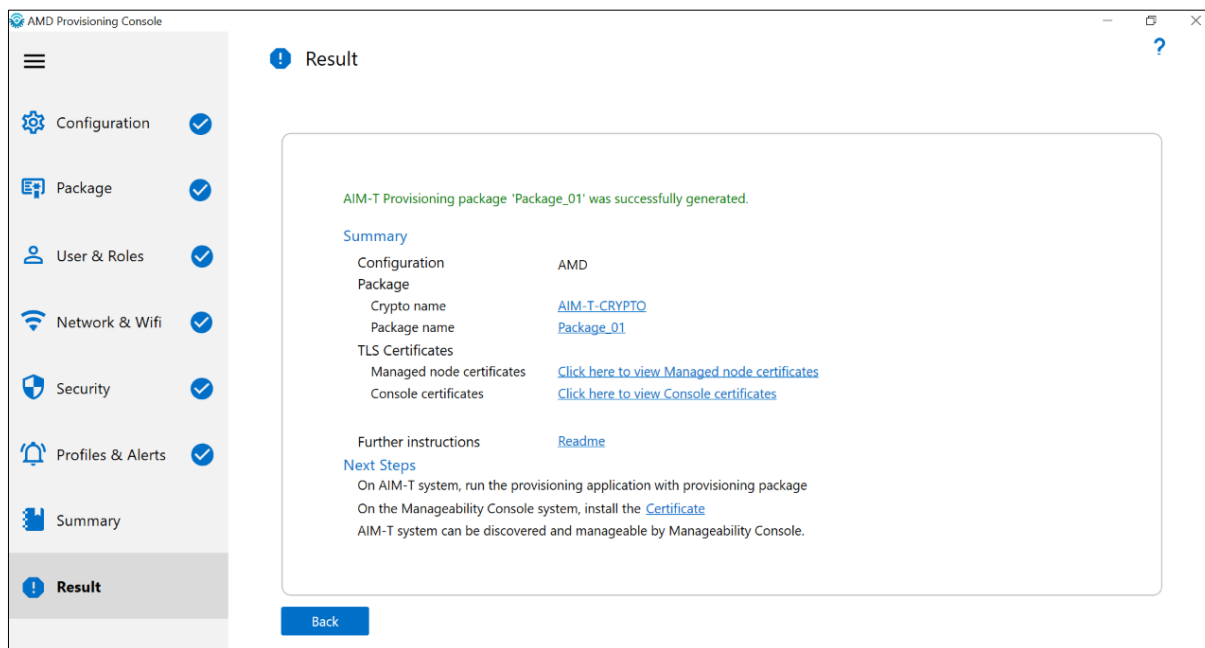 AMD Provisioning Console
?
Result
Configuration
Package
User & Roles
Network & Wifi
Security
Profiles & Alerts
Summary
Result
AIM-T Provisioning package 'Package_01' was successfully generated.
Summary
Configuration AMD
Package
Crypto name AIM-T-CRYPTO
Package name Package_01
TLS Certificates
Managed node certificates Click here to view Managed node certificates
Console certificates Click here to view Console certificates
Further instructions Readme
Next Steps
On AIM-T system, run the provisioning application with provisioning package
On the Manageability Console system, install the Certificate
AIM-T system can be discovered and manageable by Manageability Console.
Back